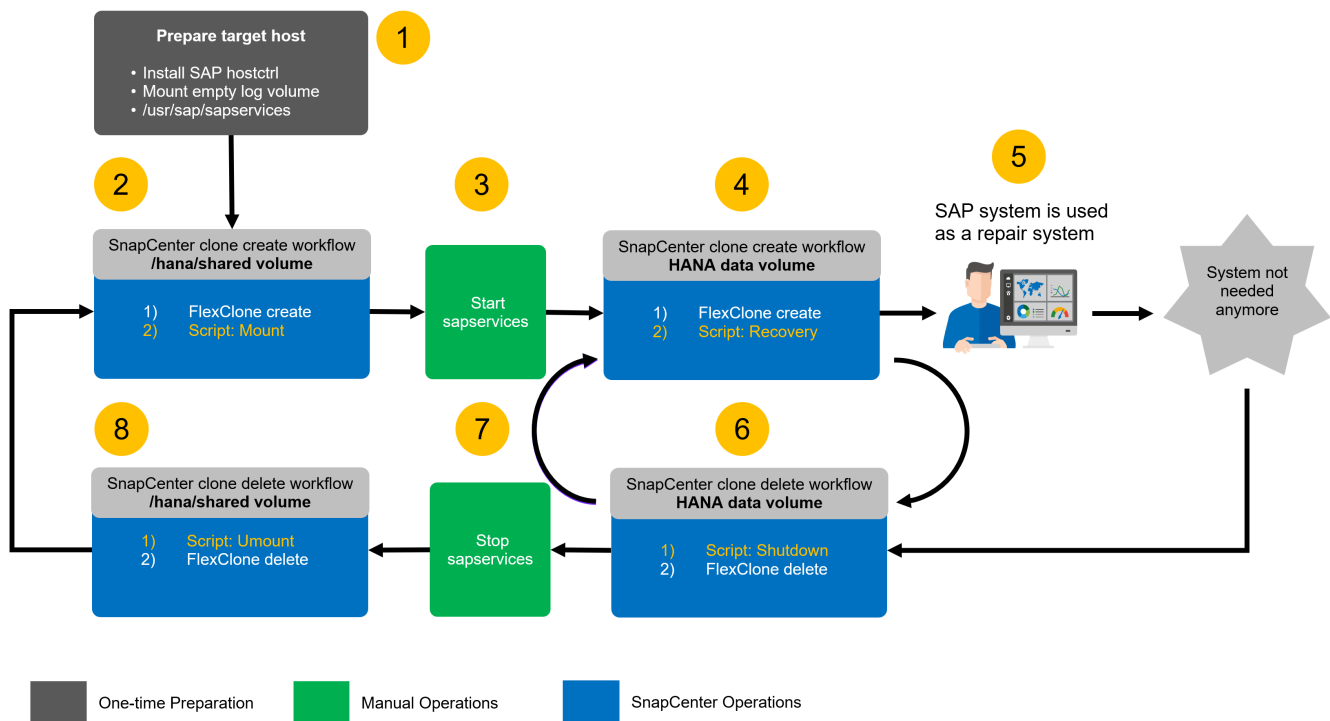 Prepare target host
• Install SAP hostctrl
• Mount empty log volume
• /usr/sap/sapservices
1
2
SnapCenter clone create workflow
/hana/shared volume
1) FlexClone create
2) Script: Mount
3
Start
sapservices
4
SnapCenter clone create workflow
HANA data volume
1) FlexClone create
2) Script: Recovery
5
SAP system is used
as a repair system
System not
needed
anymore
6
SnapCenter clone delete workflow
HANA data volume
1) Script: Shutdown
2) FlexClone delete
7
Stop
sapservices
8
SnapCenter clone delete workflow
/hana/shared volume
1) Script: Umount
2) FlexClone delete
One-time Preparation
Manual Operations
SnapCenter Operations